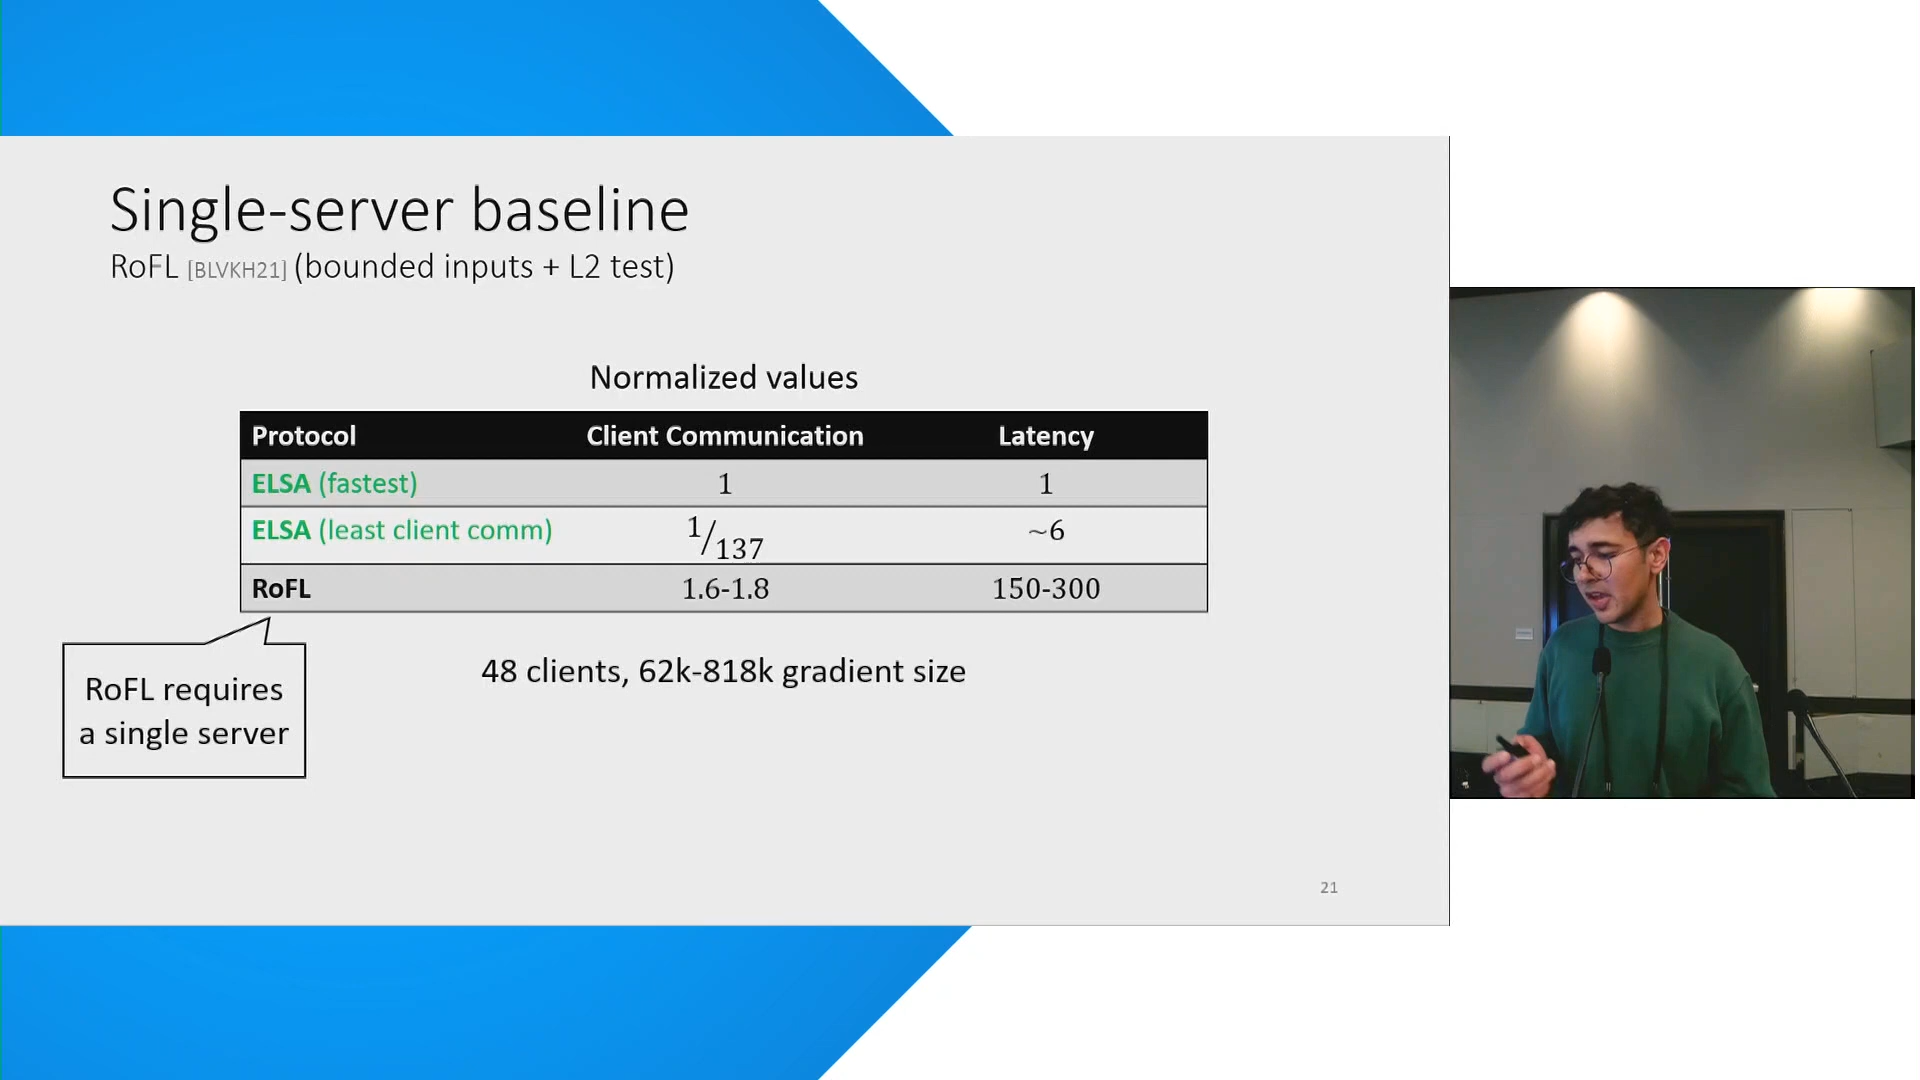 Single-server baseline
RoFL [BLVKH21] (bounded inputs + L2 test)
Normalized values
Protocol Client Communication Latency
ELSA (fastest) 1 1
ELSA (least client comm) 1/137 ~6
RoFL 1.6-1.8 150-300
RoFL requires
a single server
48 clients, 62k-818k gradient size
21